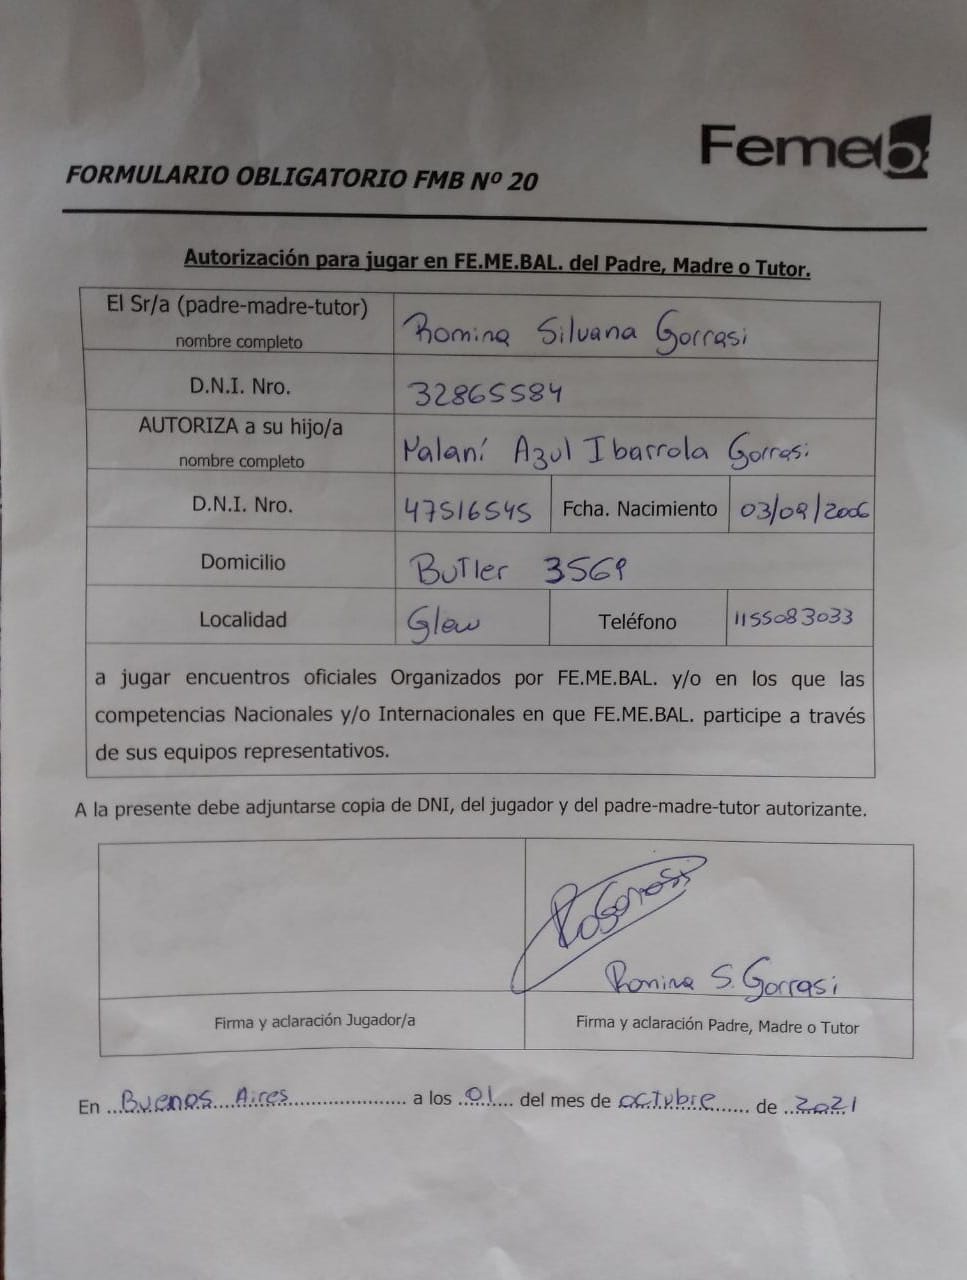 Femeba
FORMULARIO OBLIGATORIO FMB Nº 20
Autorización para jugar en FE.ME.BAL. del Padre, Madre o Tutor.
El Sr/a (padre-madre-tutor)
nombre completo
Romina Silvana Gorrasi
D.N.I. Nro.
32865584
AUTORIZA a su hijo/a
nombre completo
Malaní Azul Ibarrola Gorrasi
D.N.I. Nro.
47516545
Fcha. Nacimiento
03/09/2006
Domicilio
Butler 3569
Localidad
Glew
Teléfono
1155083033
a jugar encuentros oficiales Organizados por FE.ME.BAL. y/o en los que las
competencias Nacionales y/o Internacionales en que FE.ME.BAL. participe a través
de sus equipos representativos.
A la presente debe adjuntarse copia de DNI, del jugador y del padre-madre-tutor autorizante.
RoGorrasi
Romina S. Gorrasi
Firma y aclaración Jugador/a
Firma y aclaración Padre, Madre o Tutor
En Buenos Aires a los 01 del mes de octubre de 2021